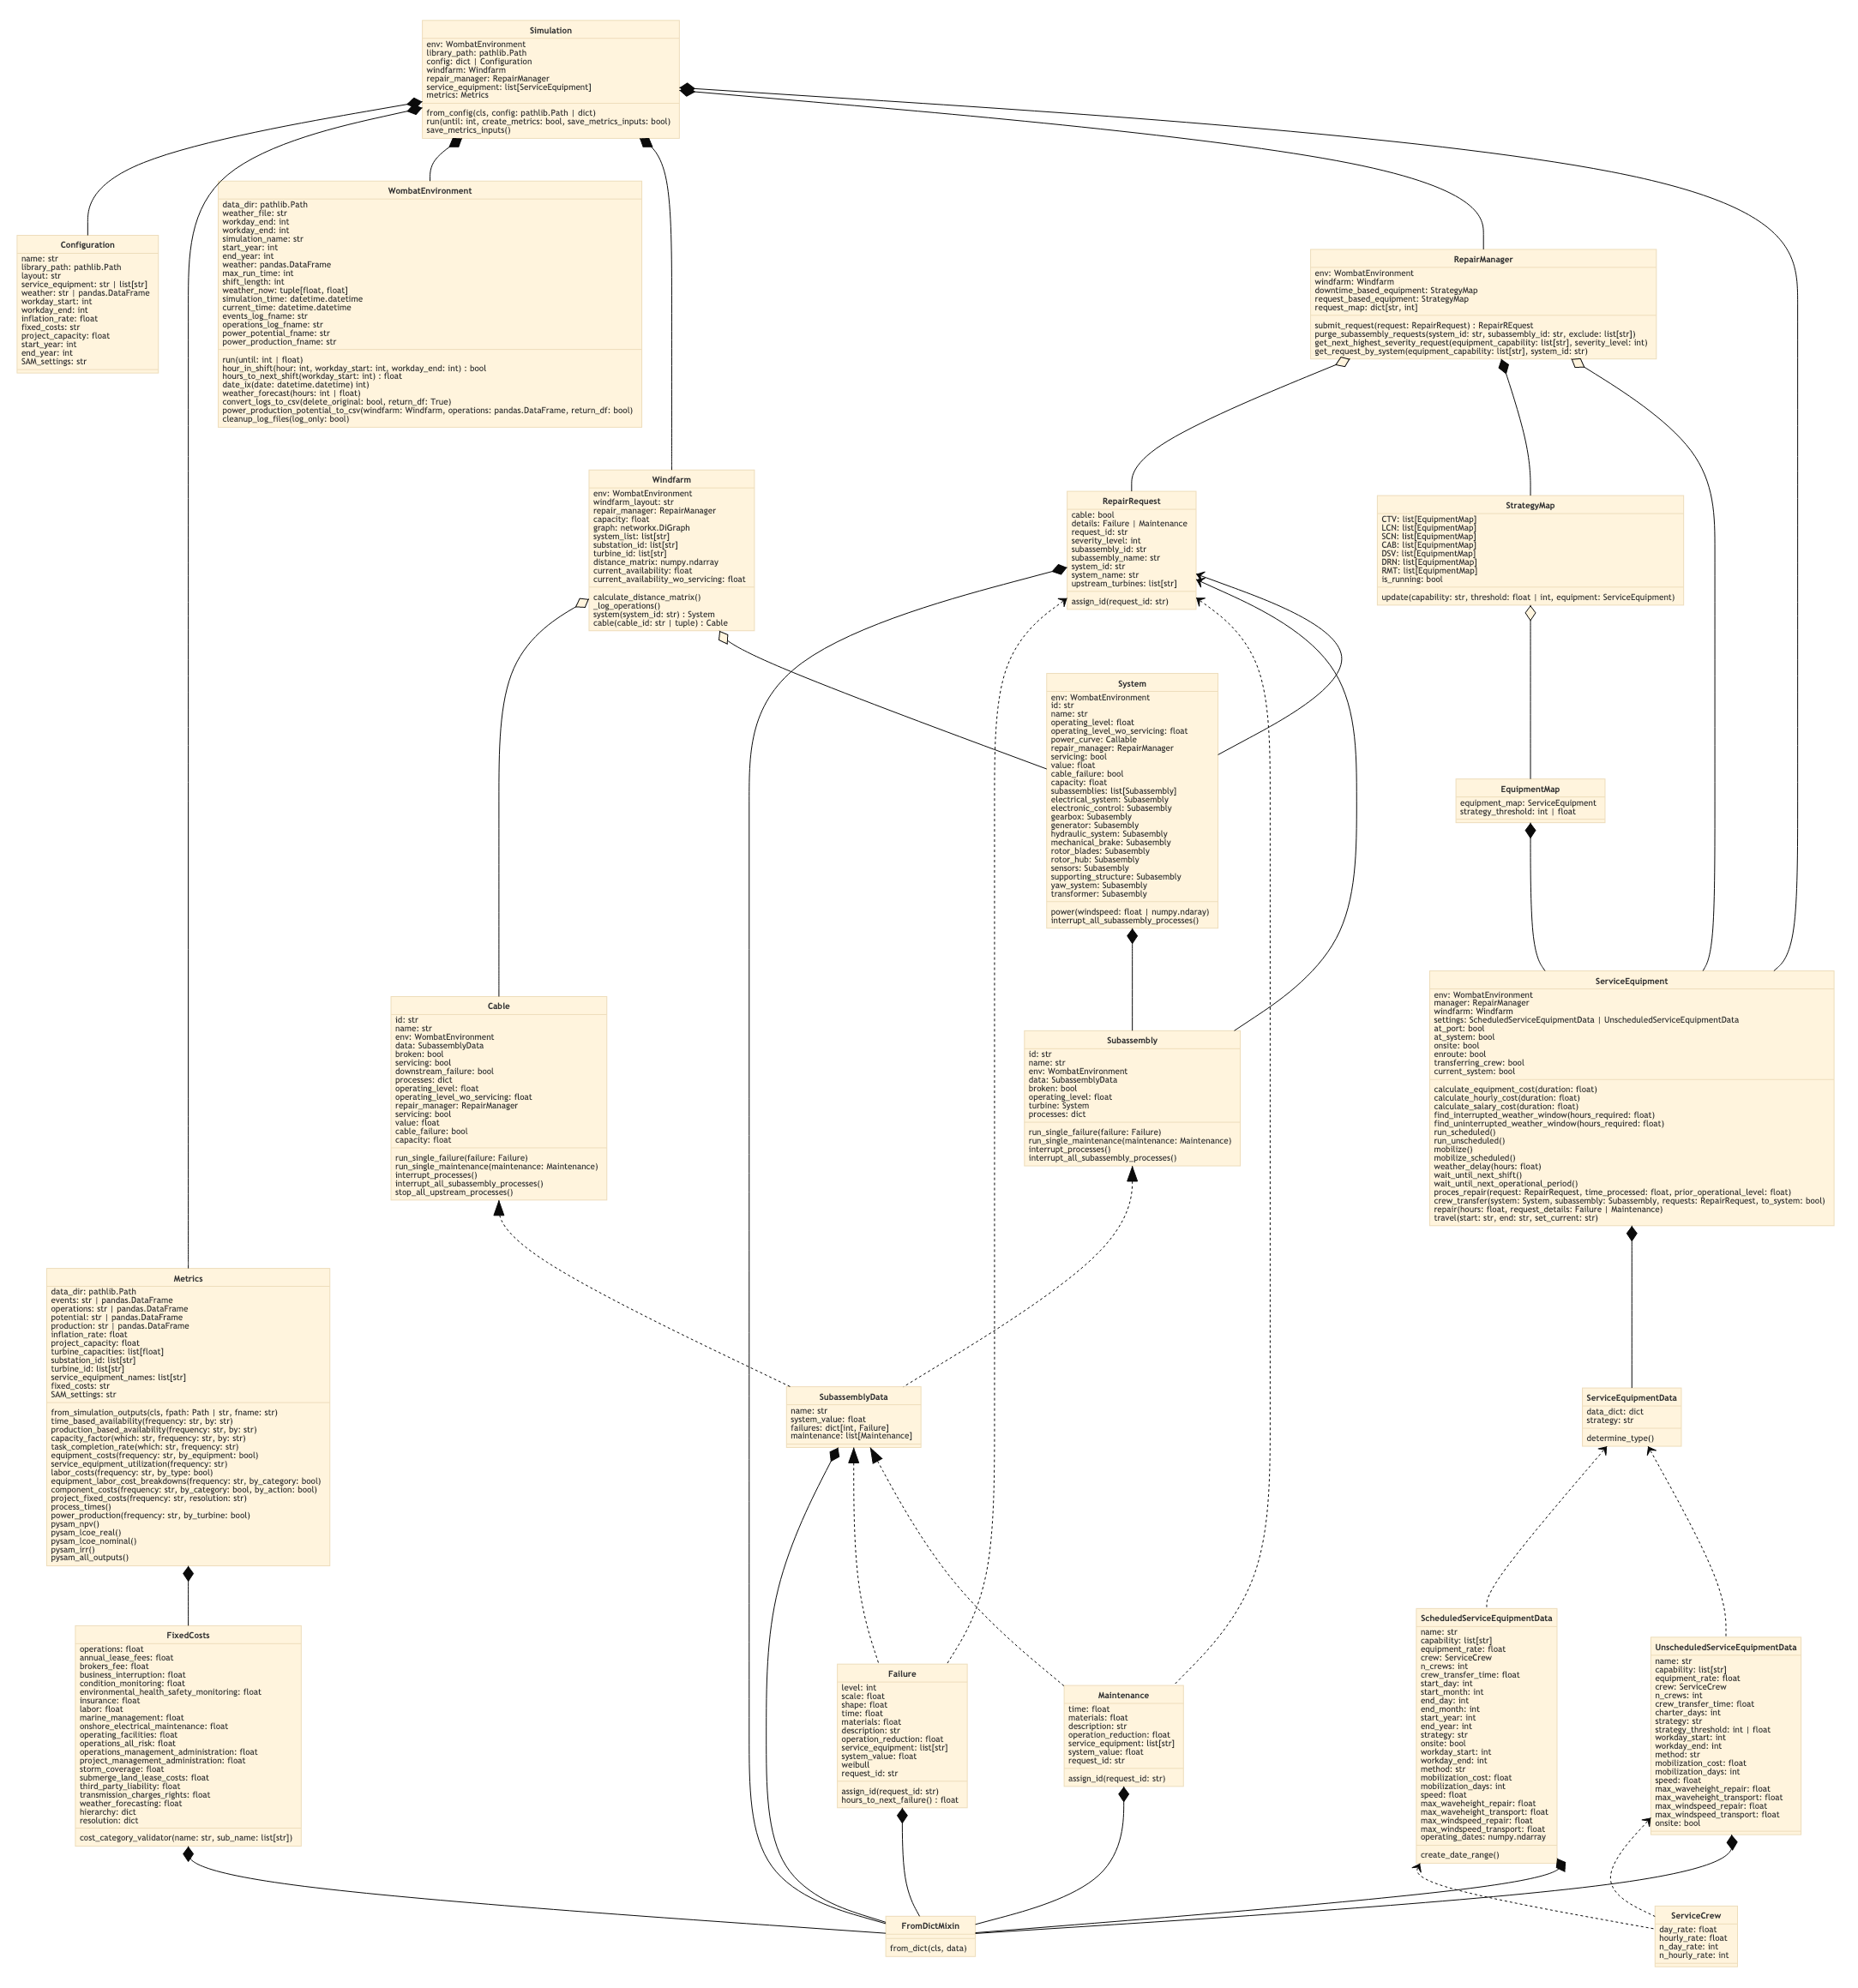 Simulation
env: WombatEnvironment
library_path: pathlib.Path
config: dict | Configuration
windfarm: Windfarm
repair_manager: RepairManager
service_equipment: list[ServiceEquipment]
metrics: Metrics
from_config(cls, config: pathlib.Path | dict)
run(until: int, create_metrics: bool, save_metrics_inputs: bool)
save_metrics_inputs()
WombatEnvironment
data_dir: pathlib.Path
weather_file: str
workday_end: int
workday_end: int
simulation_name: str
start_year: int
end_year: int
weather: pandas.DataFrame
max_run_time: int
shift_length: int
weather_now: tuple[float, float]
simulation_time: datetime.datetime
current_time: datetime.datetime
events_log_fname: str
operations_log_fname: str
power_potential_fname: str
power_production_fname: str
run(until: int | float)
hour_in_shift(hour: int, workday_start: int, workday_end: int) : bool
hours_to_next_shift(workday_start: int) : float
date_ix(date: datetime.datetime) int)
weather_forecast(hours: int | float)
convert_logs_to_csv(delete_original: bool, return_df: True)
power_production_potential_to_csv(windfarm: Windfarm, operations: pandas.DataFrame, return_df: bool)
cleanup_log_files(log_only: bool)
Configuration
name: str
library_path: pathlib.Path
layout: str
service_equipment: str | list[str]
weather: str | pandas.DataFrame
workday_start: int
workday_end: int
inflation_rate: float
fixed_costs: str
project_capacity: float
start_year: int
end_year: int
SAM_settings: str
RepairManager
env: WombatEnvironment
windfarm: Windfarm
downtime_based_equipment: StrategyMap
request_based_equipment: StrategyMap
request_map: dict[str, int]
submit_request(request: RepairRequest) : RepairREquest
purge_subassembly_requests(system_id: str, subassembly_id: str, exclude: list[str])
get_next_highest_severity_request(equipment_capability: list[str], severity_level: int)
get_request_by_system(equipment_capability: list[str], system_id: str)
Windfarm
env: WombatEnvironment
windfarm_layout: str
repair_manager: RepairManager
capacity: float
graph: networkx.DiGraph
system_list: list[str]
substation_id: list[str]
turbine_id: list[str]
distance_matrix: numpy.ndarray
current_availability: float
current_availability_wo_servicing: float
calculate_distance_matrix()
_log_operations()
system(system_id: str) : System
cable(cable_id: str | tuple) : Cable
RepairRequest
cable: bool
details: Failure | Maintenance
request_id: str
severity_level: int
subassembly_id: str
subassembly_name: str
system_id: str
system_name: str
upstream_turbines: list[str]
assign_id(request_id: str)
StrategyMap
CTV: list[EquipmentMap]
LCN: list[EquipmentMap]
SCN: list[EquipmentMap]
CAB: list[EquipmentMap]
DSV: list[EquipmentMap]
DRN: list[EquipmentMap]
RMT: list[EquipmentMap]
is_running: bool
update(capability: str, threshold: float | int, equipment: ServiceEquipment)
System
env: WombatEnvironment
id: str
name: str
operating_level: float
operating_level_wo_servicing: float
power_curve: Callable
repair_manager: RepairManager
servicing: bool
value: float
cable_failure: bool
capacity: float
subassemblies: list[Subassembly]
electrical_system: Subasembly
electronic_control: Subasembly
gearbox: Subasembly
generator: Subasembly
hydraulic_system: Subasembly
mechanical_brake: Subasembly
rotor_blades: Subasembly
rotor_hub: Subasembly
sensors: Subasembly
supporting_structure: Subasembly
yaw_system: Subasembly
transformer: Subasembly
power(windspeed: float | numpy.ndaray)
interrupt_all_subassembly_processes()
EquipmentMap
equipment_map: ServiceEquipment
strategy_threshold: int | float
ServiceEquipment
env: WombatEnvironment
manager: RepairManager
windfarm: Windfarm
settings: ScheduledServiceEquipmentData | UnscheduledServiceEquipmentData
at_port: bool
at_system: bool
onsite: bool
enroute: bool
transferring_crew: bool
current_system: bool
calculate_equipment_cost(duration: float)
calculate_hourly_cost(duration: float)
calculate_salary_cost(duration: float)
find_interrupted_weather_window(hours_required: float)
find_uninterrupted_weather_window(hours_required: float)
run_scheduled()
run_unscheduled()
mobilize()
mobilize_scheduled()
weather_delay(hours: float)
wait_until_next_shift()
wait_until_next_operational_period()
proces_repair(request: RepairRequest, time_processed: float, prior_operational_level: float)
crew_transfer(system: System, subassembly: Subassembly, requests: RepairRequest, to_system: bool)
repair(hours: float, request_details: Failure | Maintenance)
travel(start: str, end: str, set_current: str)
Cable
id: str
name: str
env: WombatEnvironment
data: SubassemblyData
broken: bool
servicing: bool
downstream_failure: bool
processes: dict
operating_level: float
operating_level_wo_servicing: float
repair_manager: RepairManager
servicing: bool
value: float
cable_failure: bool
capacity: float
run_single_failure(failure: Failure)
run_single_maintenance(maintenance: Maintenance)
interrupt_processes()
interrupt_all_subassembly_processes()
stop_all_upstream_processes()
Subassembly
id: str
name: str
env: WombatEnvironment
data: SubassemblyData
broken: bool
operating_level: float
turbine: System
processes: dict
run_single_failure(failure: Failure)
run_single_maintenance(maintenance: Maintenance)
interrupt_processes()
interrupt_all_subassembly_processes()
Metrics
data_dir: pathlib.Path
events: str | pandas.DataFrame
operations: str | pandas.DataFrame
potential: str | pandas.DataFrame
production: str | pandas.DataFrame
inflation_rate: float
project_capacity: float
turbine_capacities: list[float]
substation_id: list[str]
turbine_id: list[str]
service_equipment_names: list[str]
fixed_costs: str
SAM_settings: str
from_simulation_outputs(cls, fpath: Path | str, fname: str)
time_based_availability(frequency: str, by: str)
production_based_availability(frequency: str, by: str)
capacity_factor(which: str, frequency: str, by: str)
task_completion_rate(which: str, frequency: str)
equipment_costs(frequency: str, by_equipment: bool)
service_equipment_utilization(frequency: str)
labor_costs(frequency: str, by_type: bool)
equipment_labor_cost_breakdowns(frequency: str, by_category: bool)
component_costs(frequency: str, by_category: bool, by_action: bool)
project_fixed_costs(frequency: str, resolution: str)
process_times()
power_production(frequency: str, by_turbine: bool)
pysam_npv()
pysam_lcoe_real()
pysam_lcoe_nominal()
pysam_irr()
pysam_all_outputs()
SubassemblyData
name: str
system_value: float
failures: dict[int, Failure]
maintenance: list[Maintenance]
ServiceEquipmentData
data_dict: dict
strategy: str
determine_type()
FixedCosts
operations: float
annual_lease_fees: float
brokers_fee: float
business_interruption: float
condition_monitoring: float
environmental_health_safety_monitoring: float
insurance: float
labor: float
marine_management: float
onshore_electrical_maintenance: float
operating_facilities: float
operations_all_risk: float
operations_management_administration: float
project_management_administration: float
storm_coverage: float
submerge_land_lease_costs: float
third_party_liability: float
transmission_charges_rights: float
weather_forecasting: float
hierarchy: dict
resolution: dict
cost_category_validator(name: str, sub_name: list[str])
Failure
level: int
scale: float
shape: float
time: float
materials: float
description: str
operation_reduction: float
service_equipment: list[str]
system_value: float
weibull
request_id: str
assign_id(request_id: str)
hours_to_next_failure() : float
Maintenance
time: float
materials: float
description: str
operation_reduction: float
service_equipment: list[str]
system_value: float
request_id: str
assign_id(request_id: str)
ScheduledServiceEquipmentData
name: str
capability: list[str]
equipment_rate: float
crew: ServiceCrew
n_crews: int
crew_transfer_time: float
start_day: int
start_month: int
end_day: int
end_month: int
start_year: int
end_year: int
strategy: str
onsite: bool
workday_start: int
workday_end: int
method: str
mobilization_cost: float
mobilization_days: int
speed: float
max_waveheight_repair: float
max_waveheight_transport: float
max_windspeed_repair: float
max_windspeed_transport: float
operating_dates: numpy.ndarray
create_date_range()
UnscheduledServiceEquipmentData
name: str
capability: list[str]
equipment_rate: float
crew: ServiceCrew
n_crews: int
crew_transfer_time: float
charter_days: int
strategy: str
strategy_threshold: int | float
workday_start: int
workday_end: int
method: str
mobilization_cost: float
mobilization_days: int
speed: float
max_waveheight_repair: float
max_waveheight_transport: float
max_windspeed_repair: float
max_windspeed_transport: float
onsite: bool
FromDictMixin
from_dict(cls, data)
ServiceCrew
day_rate: float
hourly_rate: float
n_day_rate: int
n_hourly_rate: int